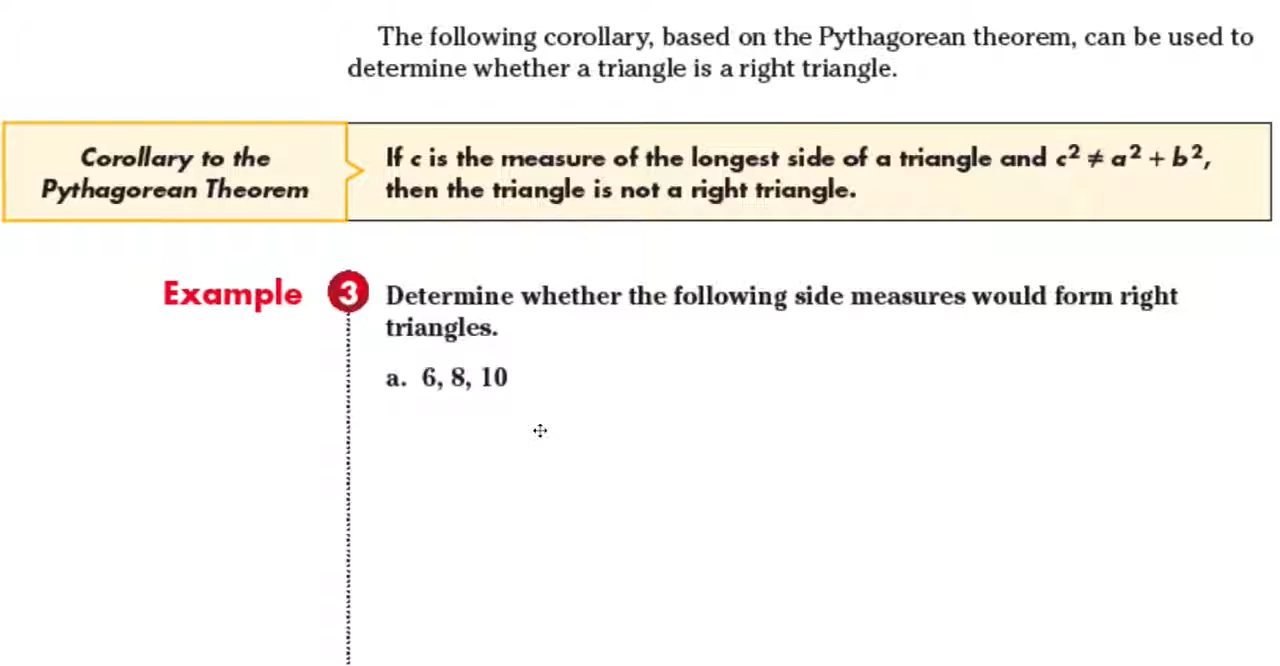 The following corollary, based on the Pythagorean theorem, can be used to
determine whether a triangle is a right triangle.
Corollary to the
Pythagorean Theorem
If c is the measure of the longest side of a triangle and c² ≠ a² + b²,
then the triangle is not a right triangle.
Example 3 Determine whether the following side measures would form right
triangles.
a. 6, 8, 10